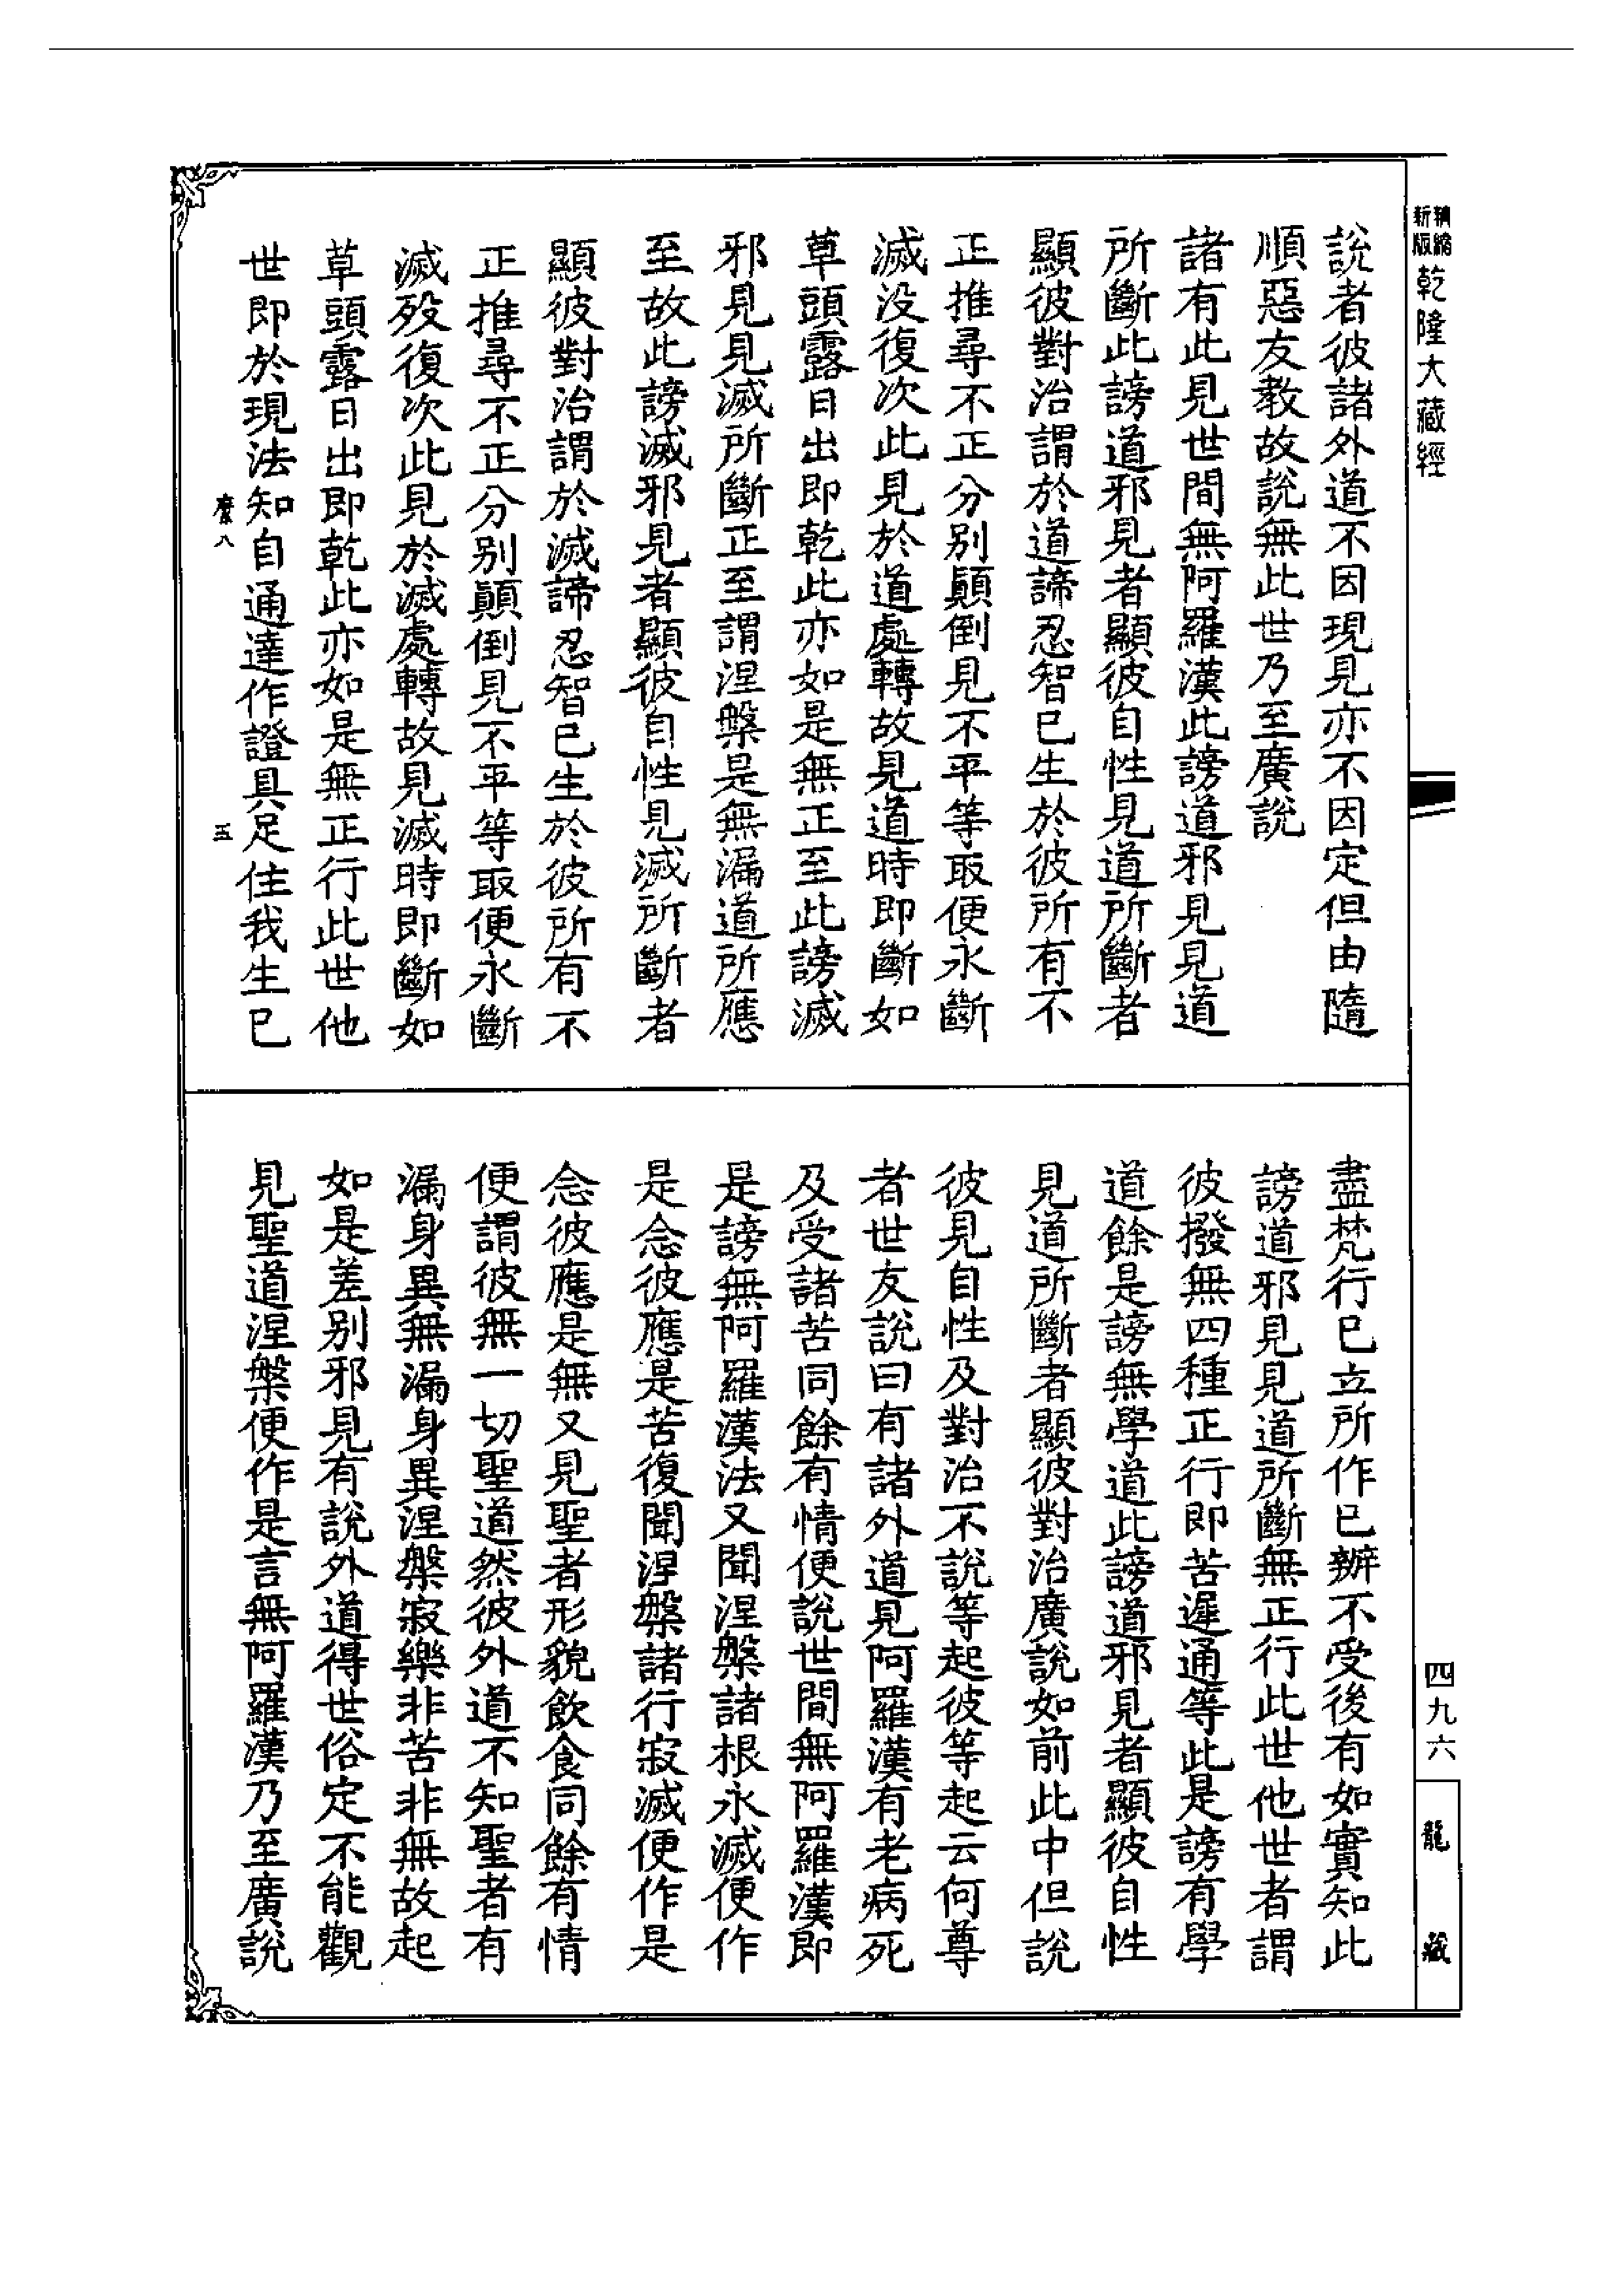 精縮
新版
乾隆大藏經
說者彼諸外道不因現見亦不因定但由隨
順惡友教故說無此世乃至廣說
諸有此見世間無阿羅漢此謗道邪見見道
所斷此謗道邪見者顯彼自性見道所斷者
顯彼對治謂於道諦忍智已生於彼所有不
正推尋不正分別顛倒見不平等取便永斷
滅没復次此見於道處轉故見道時即斷如
草頭露日出即乾此亦如是無正至此謗滅
邪見見滅所斷正至謂涅槃是無漏道所應
至故此謗滅邪見者顯彼自性見滅所斷者
顯彼對治謂於滅諦忍智已生於彼所有不
正推尋不正分別顛倒見不平等取便永斷
滅歿復次此見於滅處轉故見滅時即斷如
草頭露日出即乾此亦如是無正行此世他
世即於現法知自通達作證具足住我生已
縻八
五
盡梵行已立所作已辦不受後有如實知此
謗道邪見見道所斷無正行此世他世者謂
彼撥無四種正行即苦遲通等此是謗有學
道餘是謗無學道此謗道邪見者顯彼自性
見道所斷者顯彼對治廣說如前此中但說
彼見自性及對治不說等起彼等起云何尊
者世友說曰有諸外道見阿羅漢有老病死
及受諸苦同餘有情便說世間無阿羅漢即
是謗無阿羅漢法又聞涅槃諸根永滅便作
是念彼應是苦復聞涅槃諸行寂滅便作是
念彼應是無又見聖者形貌飲食同餘有情
便謂彼無一切聖道然彼外道不知聖者有
漏身異無漏身異涅槃寂樂非苦非無故起
如是差別邪見有說外道得世俗定不能觀
見聖道涅槃便作是言無阿羅漢乃至廣說
四九六
龍藏